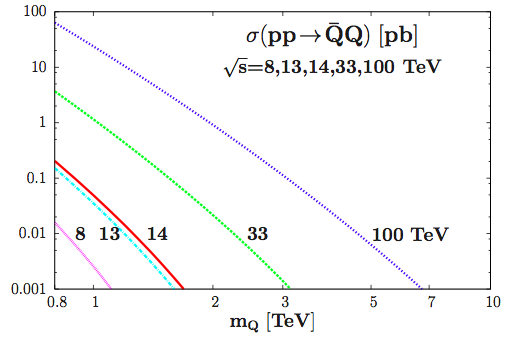 σ(pp→Q̄Q) [pb]
√s=8,13,14,33,100 TeV
100
10
1
0.1
0.01
0.001
8 13 14 33 100 TeV
0.8 1 2 3 5 7 10
m_Q [TeV]